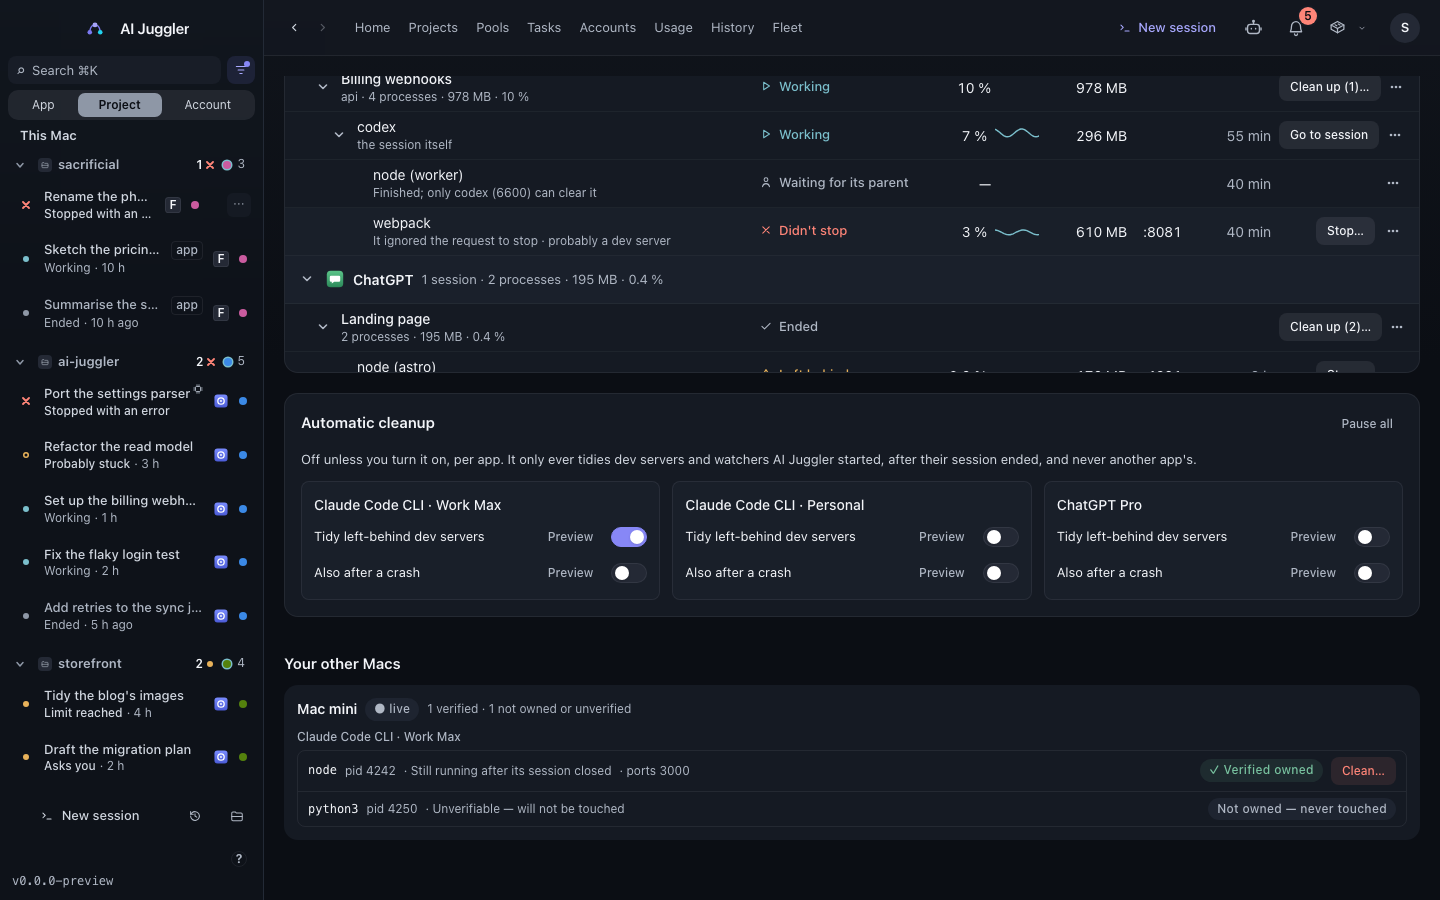 AI Juggler
Search ⌘K
App Project Account
This Mac
sacrificial 1 3
Rename the ph... F
Stopped with an ...
Sketch the pricin... app F
Working · 10 h
Summarise the s... app F
Ended · 10 h ago
ai-juggler 2 5
Port the settings parser
Stopped with an error
Refactor the read model
Probably stuck · 3 h
Set up the billing webh...
Working · 1 h
Fix the flaky login test
Working · 2 h
Add retries to the sync j...
Ended · 5 h ago
storefront 2 4
Tidy the blog's images
Limit reached · 4 h
Draft the migration plan
Asks you · 2 h
New session
?
v0.0.0-preview
Home Projects Pools Tasks Accounts Usage History Fleet
New session 5 S
Billing webhooks Working 10 % 978 MB Clean up (1)... ···
api · 4 processes · 978 MB · 10 %
codex Working 7 % 296 MB 55 min Go to session ···
the session itself
node (worker) Waiting for its parent — 40 min ···
Finished; only codex (6600) can clear it
webpack Didn't stop 3 % 610 MB :8081 40 min Stop... ···
It ignored the request to stop · probably a dev server
ChatGPT 1 session · 2 processes · 195 MB · 0.4 %
Landing page Ended Clean up (2)... ···
2 processes · 195 MB · 0.4 %
node (astro)
Automatic cleanup Pause all
Off unless you turn it on, per app. It only ever tidies dev servers and watchers AI Juggler started, after their session ended, and never another app's.
Claude Code CLI · Work Max
Tidy left-behind dev servers Preview
Also after a crash Preview
Claude Code CLI · Personal
Tidy left-behind dev servers Preview
Also after a crash Preview
ChatGPT Pro
Tidy left-behind dev servers Preview
Also after a crash Preview
Your other Macs
Mac mini live 1 verified · 1 not owned or unverified
Claude Code CLI · Work Max
node pid 4242 · Still running after its session closed · ports 3000 ✓ Verified owned Clean...
python3 pid 4250 · Unverifiable — will not be touched Not owned — never touched